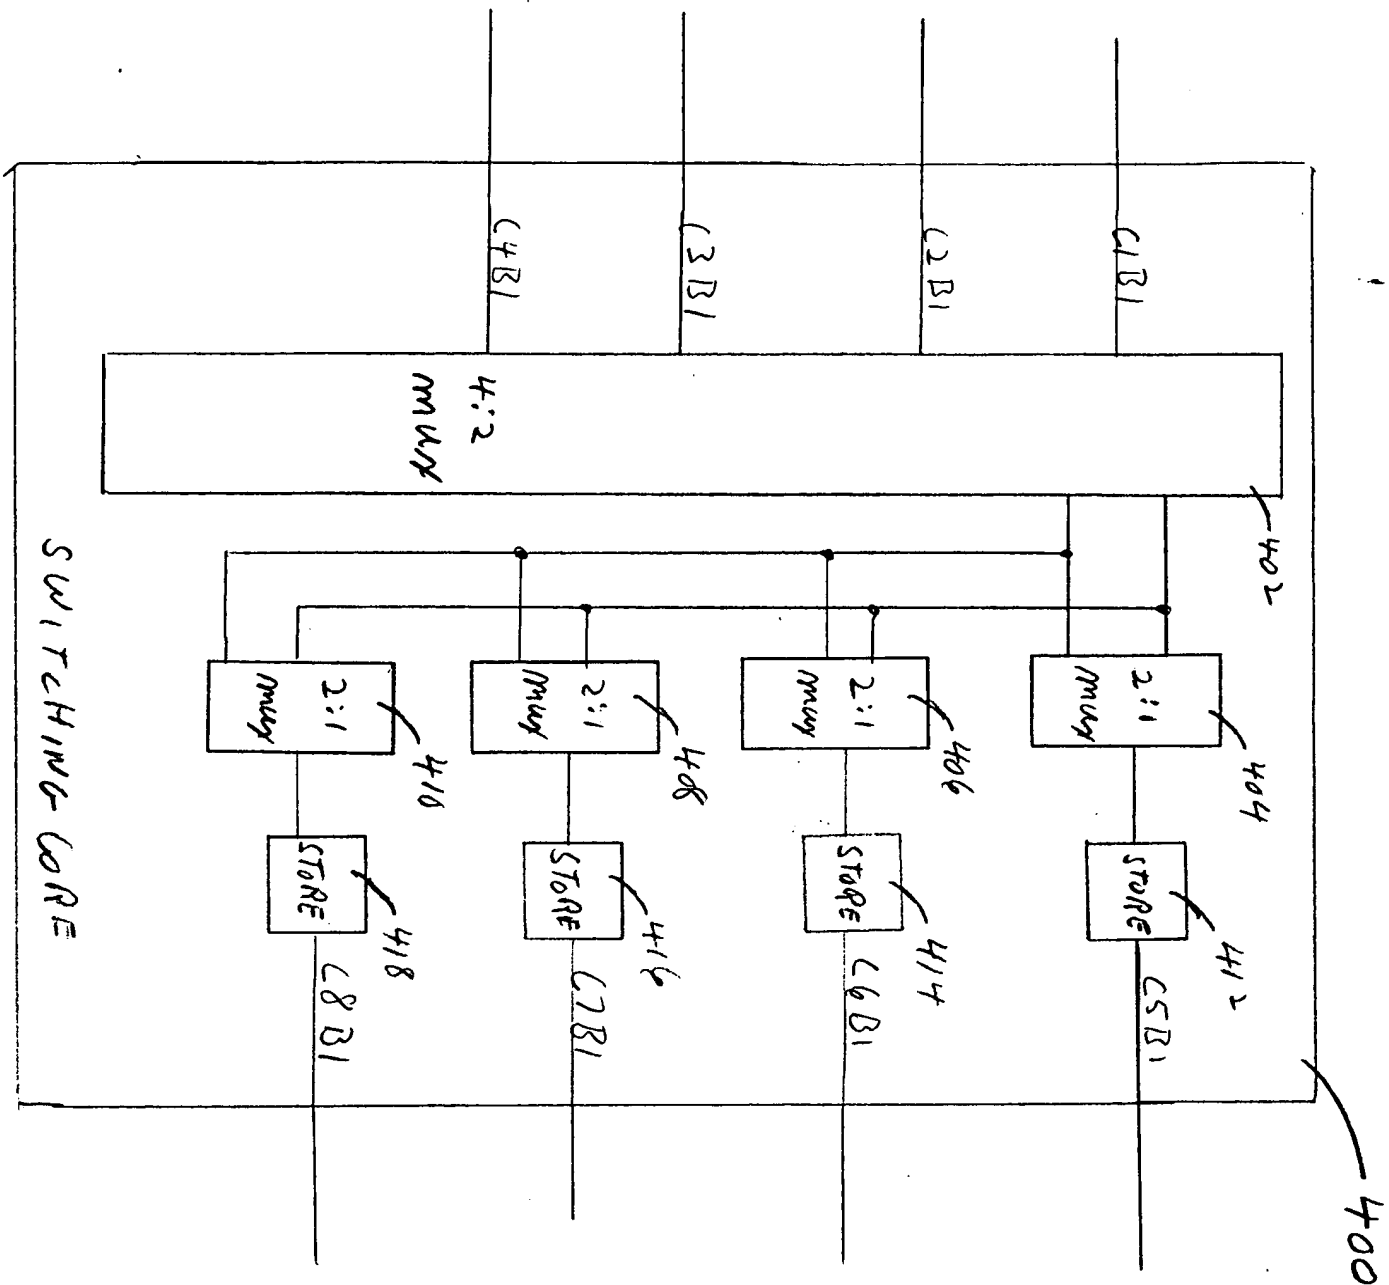 400
C1B1
C2B1
C3B1
C4B1
4:2
mux
402
2:1
mux
404
STORE
412
C5B1
2:1
mux
406
STORE
414
C6B1
2:1
mux
408
STORE
416
C7B1
2:1
mux
410
STORE
418
C8B1
SWITCHING CORE